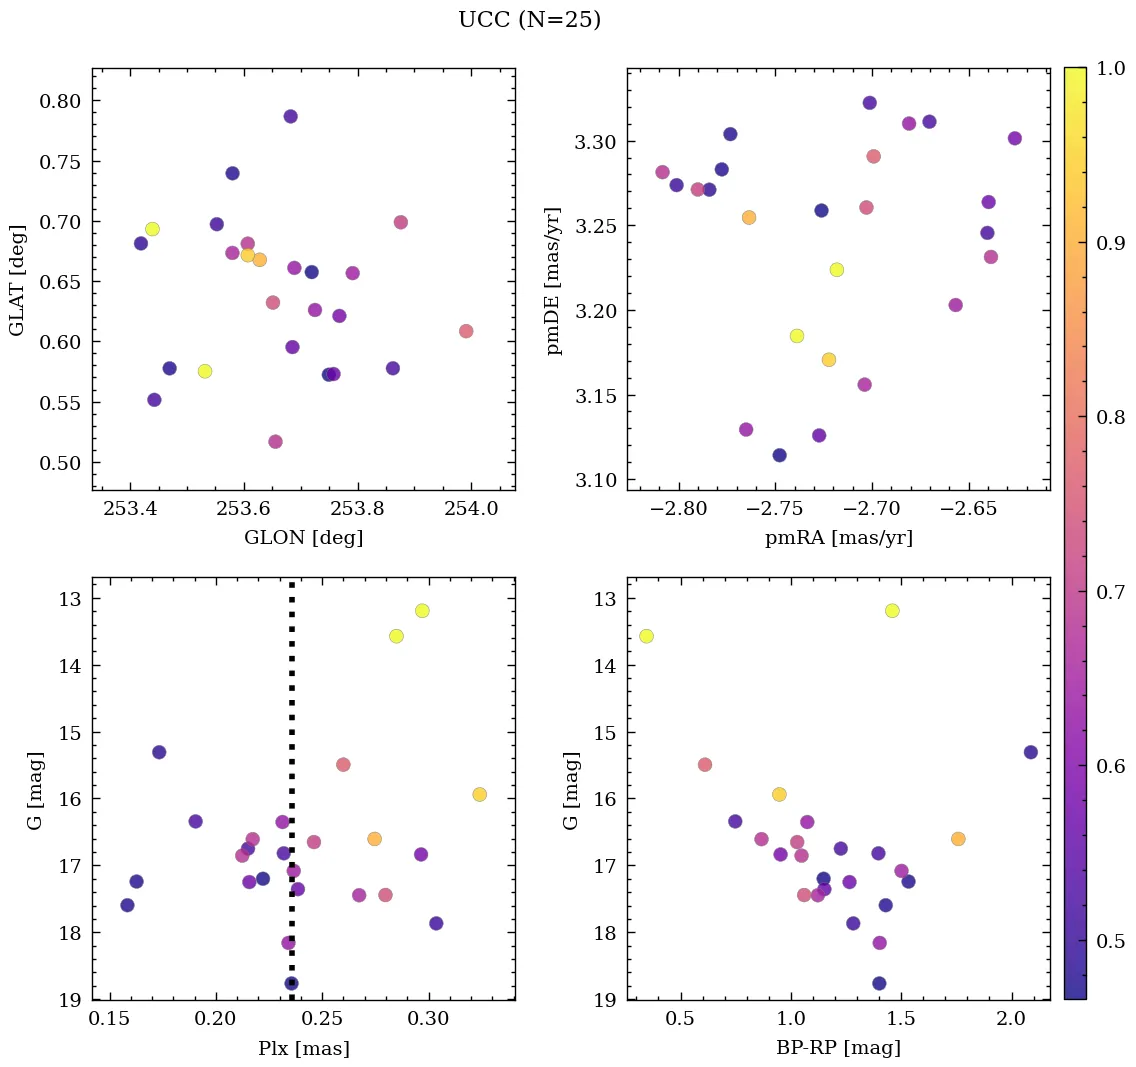 UCC (N=25)
0.80
0.75
0.70
0.65
0.60
0.55
0.50
GLAT [deg]
253.4 253.6 253.8 254.0
GLON [deg]
3.30
3.25
3.20
3.15
3.10
pmDE [mas/yr]
−2.80 −2.75 −2.70 −2.65
pmRA [mas/yr]
13
14
15
16
17
18
19
G [mag]
0.15 0.20 0.25 0.30
Plx [mas]
13
14
15
16
17
18
19
G [mag]
0.5 1.0 1.5 2.0
BP-RP [mag]
1.0
0.9
0.8
0.7
0.6
0.5